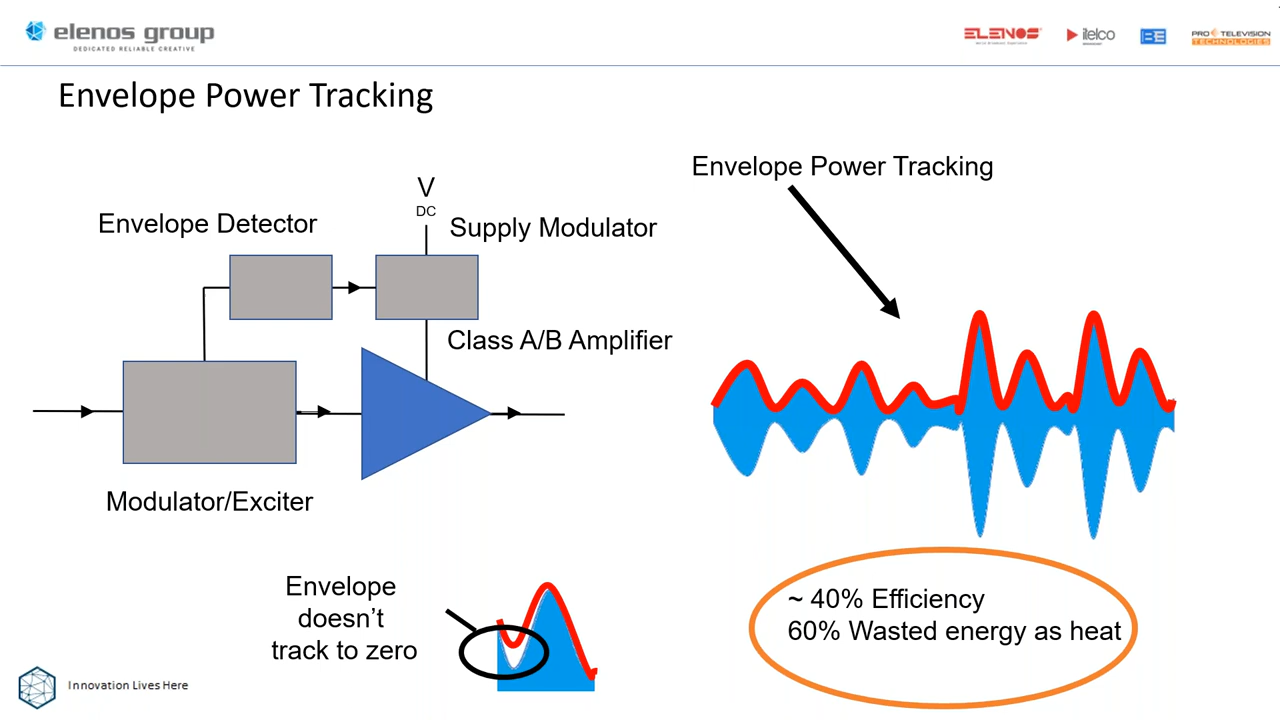 elenos group
DEDICATED RELIABLE CREATIVE
ELENOS
itelco
BE
PRO TELEVISION
TECHNOLOGIES
Envelope Power Tracking
Envelope Power Tracking
V
DC
Envelope Detector
Supply Modulator
Class A/B Amplifier
Modulator/Exciter
Envelope
doesn't
track to zero
~ 40% Efficiency
60% Wasted energy as heat
Innovation Lives Here